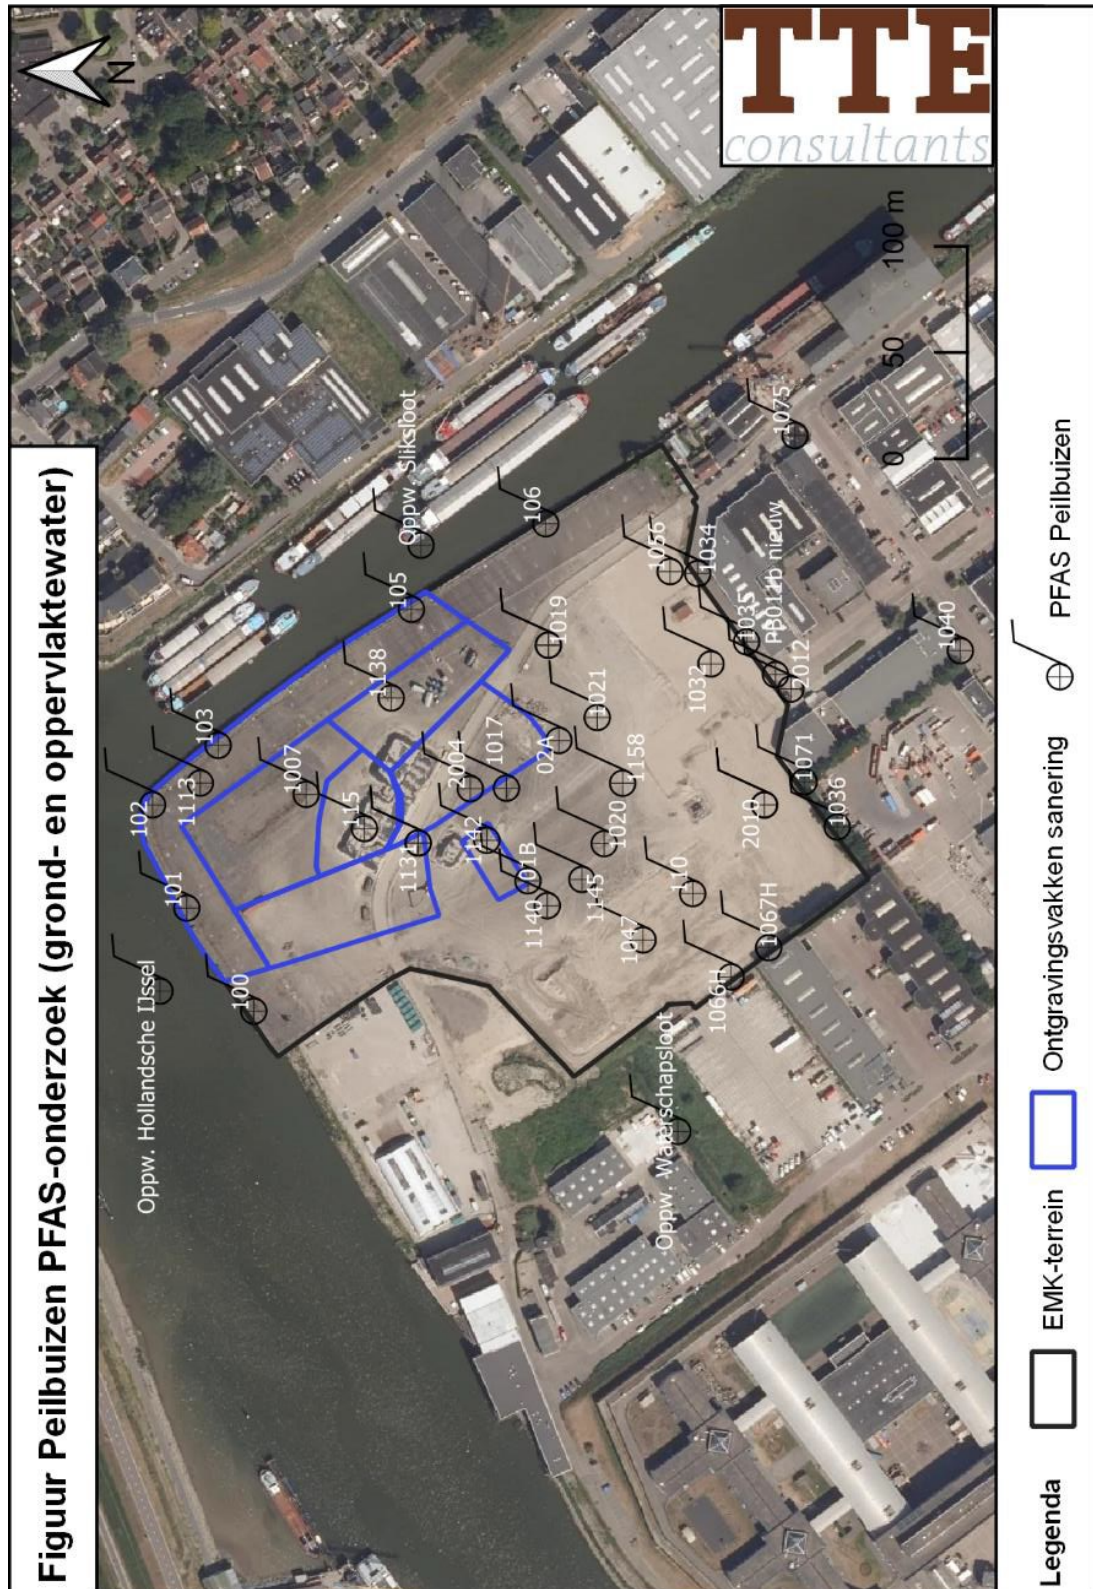 Figuur Peilbuizen PFAS-onderzoek (grond- en oppervlaktewater)
N
TTE
consultants
Oppw. Hollandsche IJssel
100
101
102
1113
103
1007
115
1131
1138
105
Oppw. Sliksloot
106
2004
1017
1142
02A
01B
1140
1145
1020
1158
1021
1019
1047
110
1032
1056
1034
1035
Pb012b nieuw
2012
2010
1071
1036
1066H
1067H
1040
1075
Oppw. Waterschapsloot
0 50 100 m
Legenda
EMK-terrein
Ontgravingsvakken sanering
PFAS Peilbuizen